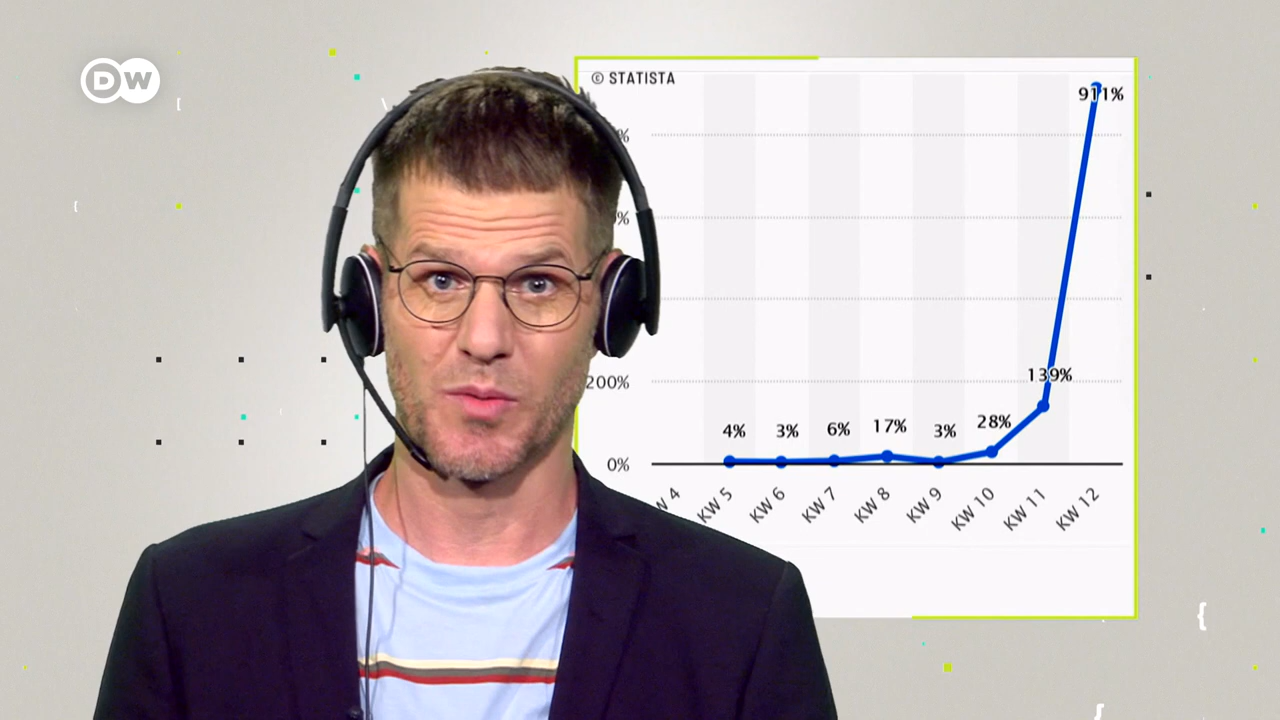 DW
© STATISTA
911%
%
%
200%
139%
4%
3%
6%
17%
3%
28%
0%
W 4
KW 5
KW 6
KW 7
KW 8
KW 9
KW 10
KW 11
KW 12